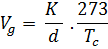 V_g = K/d . 273/T_c